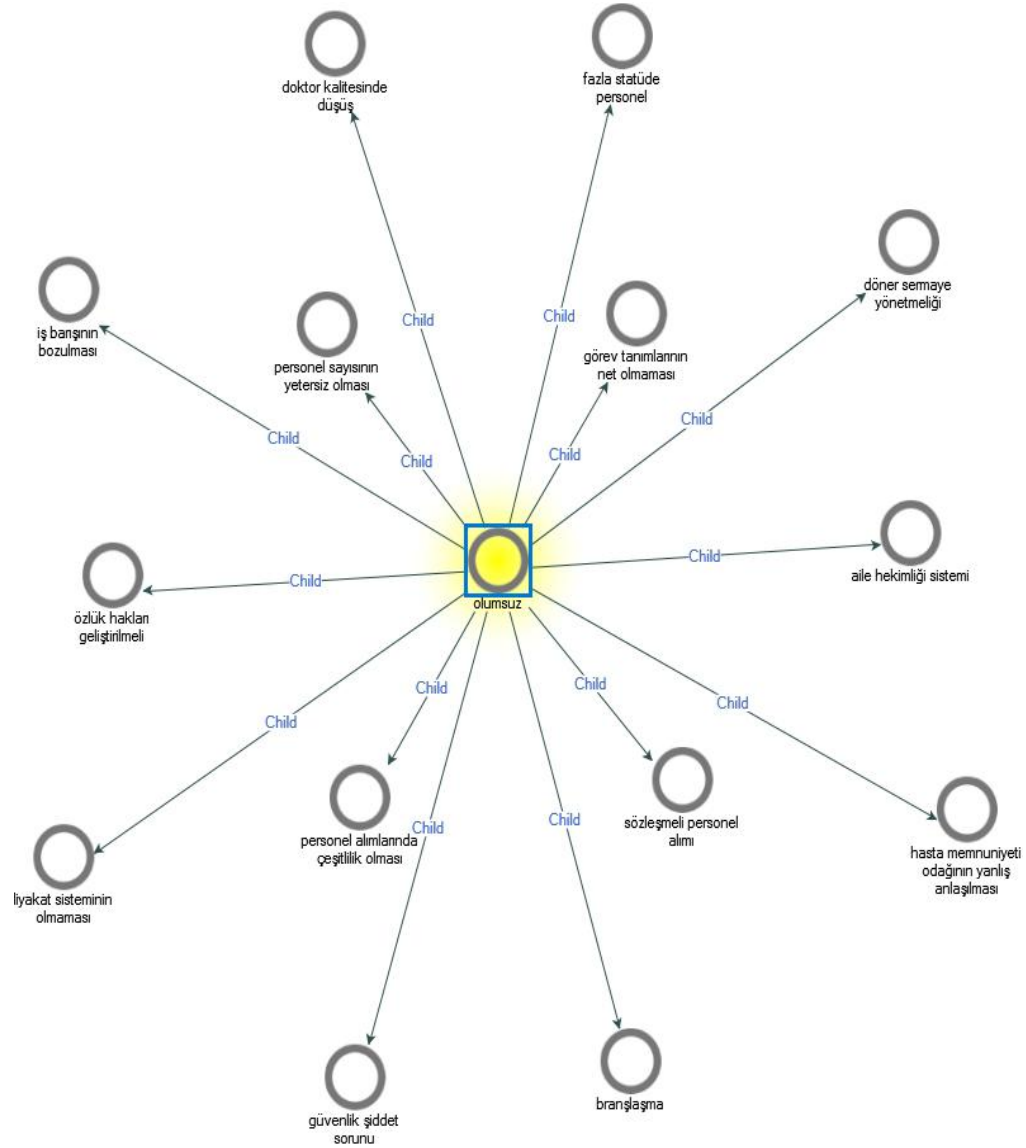 doktor kalitesinde
düşüş
fazla statüde
personel
döner sermaye
yönetmeliği
iş barışının
bozulması
personel sayısının
yetersiz olması
görev tanımlarının
net olmaması
Child
Child
Child
Child
Child
Child
Child
Child
olumsuz
aile hekimliği sistemi
özlük hakları
geliştirilmeli
Child
Child
Child
Child
Child
Child
personel alımlarında
çeşitlilik olması
sözleşmeli personel
alımı
hasta memnuniyeti
odağının yanlış
anlaşılması
liyakat sisteminin
olmaması
güvenlik şiddet
sorunu
branşlaşma